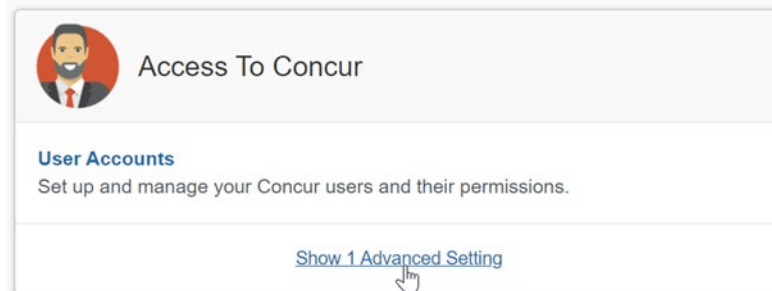 Access To Concur
User Accounts
Set up and manage your Concur users and their permissions.
Show 1 Advanced Setting